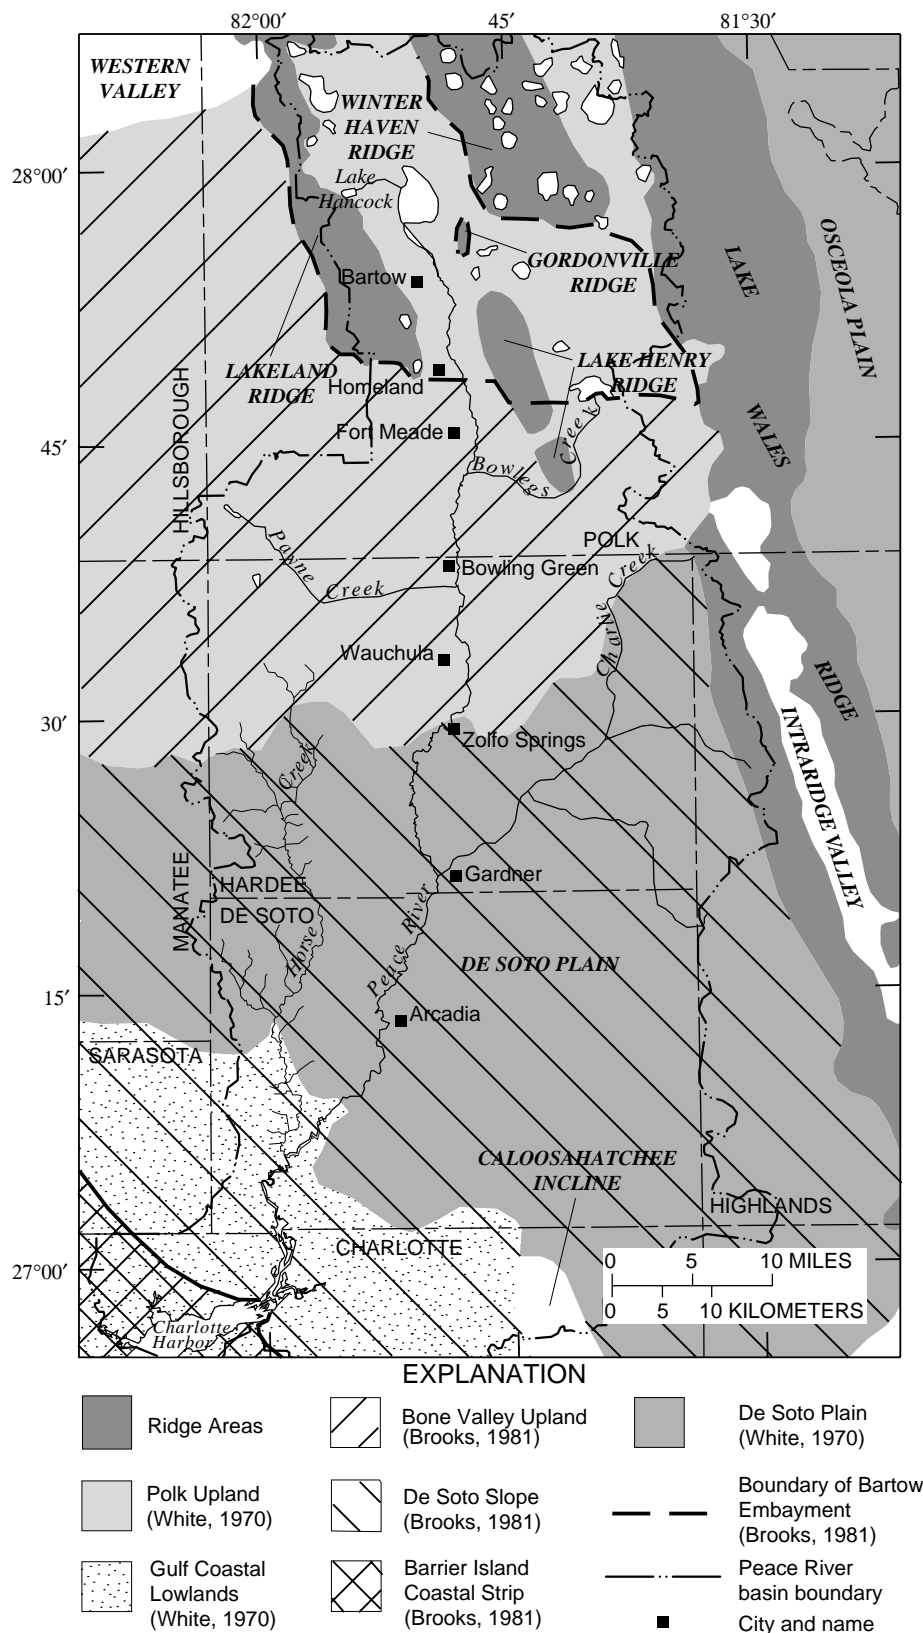 82°00′
45′
81°30′
WESTERN
VALLEY
WINTER
HAVEN
RIDGE
28°00′
Lake
Hancock
LAKE
OSCEOLA PLAIN
GORDONVILLE
RIDGE
Bartow
LAKELAND
RIDGE
LAKE HENRY
RIDGE
Homeland
HILLSBOROUGH
WALES
45′
Fort Meade
Bowlegs
Creek
POLK
Payne
Creek
Bowling Green
Charlie
Creek
Wauchula
RIDGE
30′
INTRARIDGE VALLEY
Zolfo Springs
Creek
MANATEE
HARDEE
DE SOTO
Gardner
Horse
Peace River
DE SOTO PLAIN
15′
Arcadia
SARASOTA
CALOOSAHATCHEE
INCLINE
HIGHLANDS
CHARLOTTE
27°00′
0 5 10 MILES
0 5 10 KILOMETERS
Charlotte
Harbor
EXPLANATION
Ridge Areas
Bone Valley Upland
(Brooks, 1981)
De Soto Plain
(White, 1970)
Polk Upland
(White, 1970)
De Soto Slope
(Brooks, 1981)
Boundary of Bartow
Embayment
(Brooks, 1981)
Gulf Coastal
Lowlands
(White, 1970)
Barrier Island
Coastal Strip
(Brooks, 1981)
Peace River
basin boundary
City and name